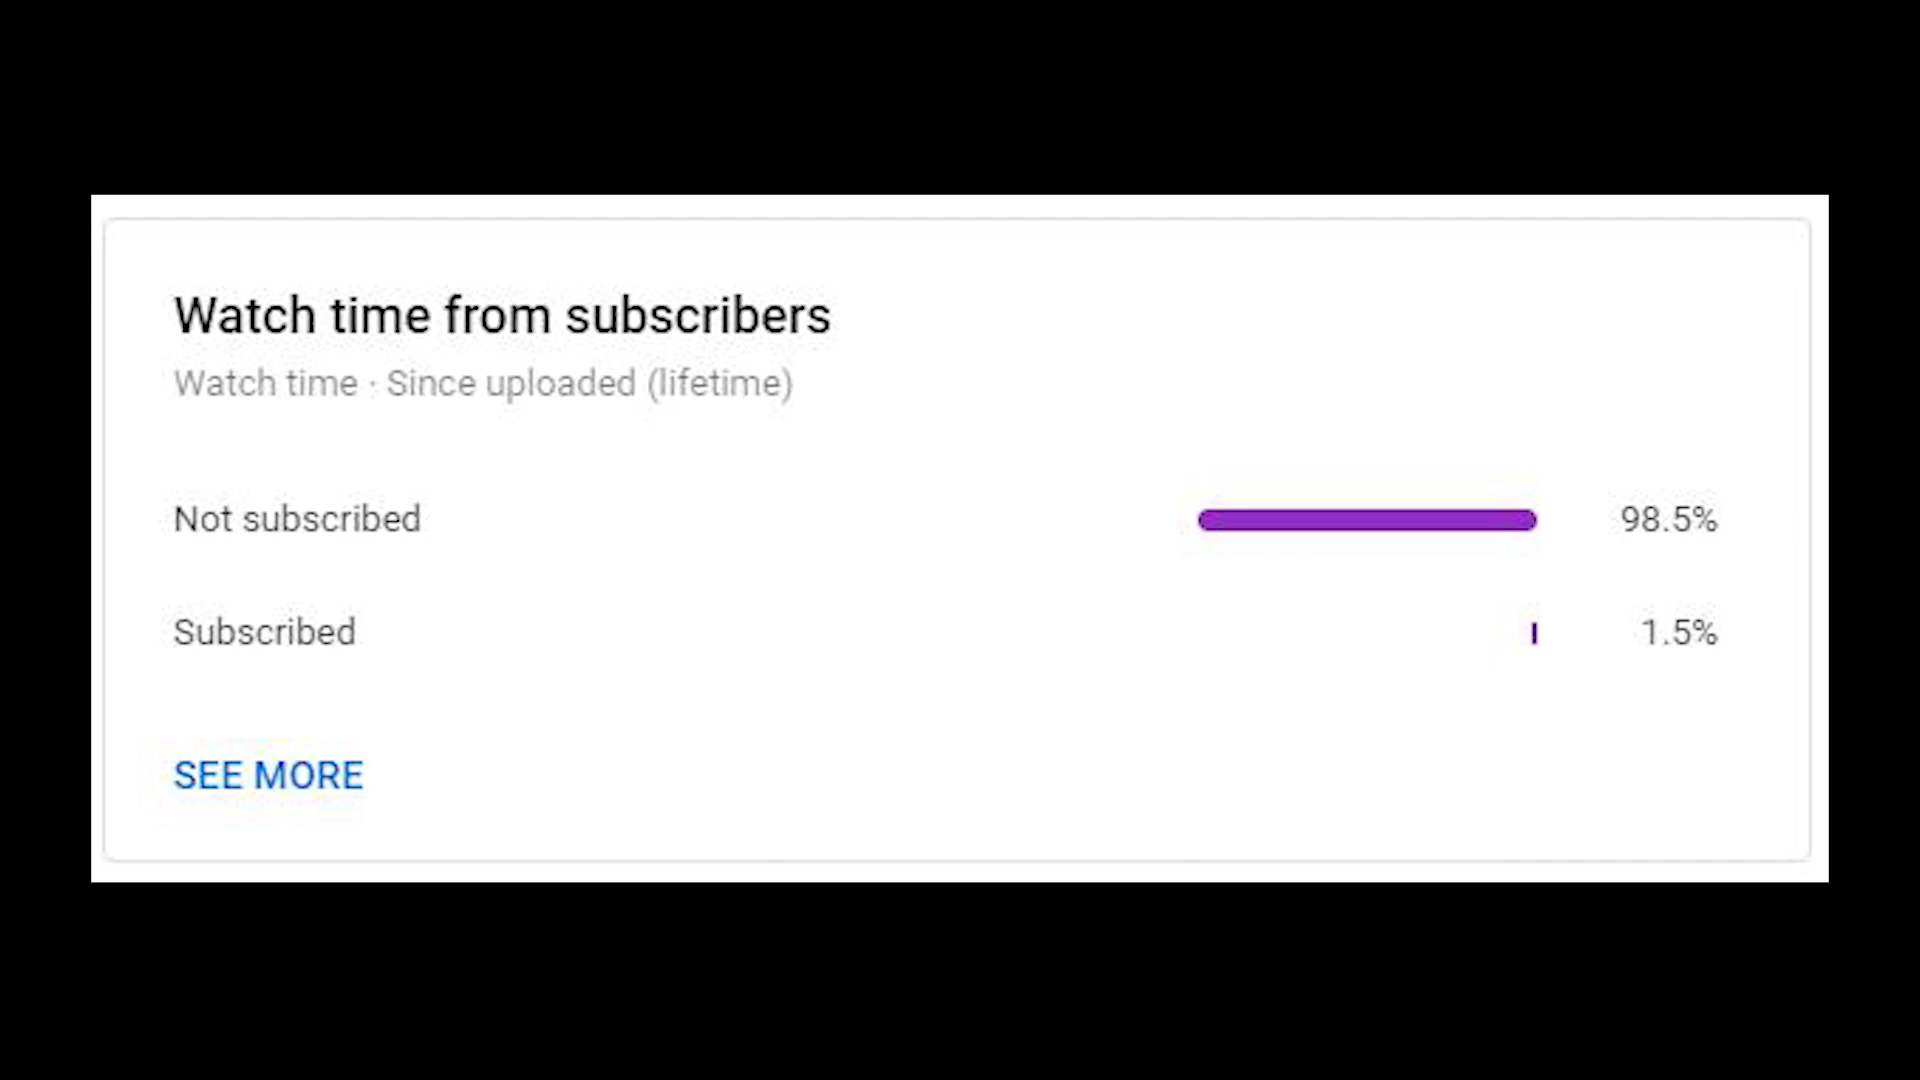 Watch time from subscribers
Watch time · Since uploaded (lifetime)
Not subscribed 98.5%
Subscribed 1.5%
SEE MORE